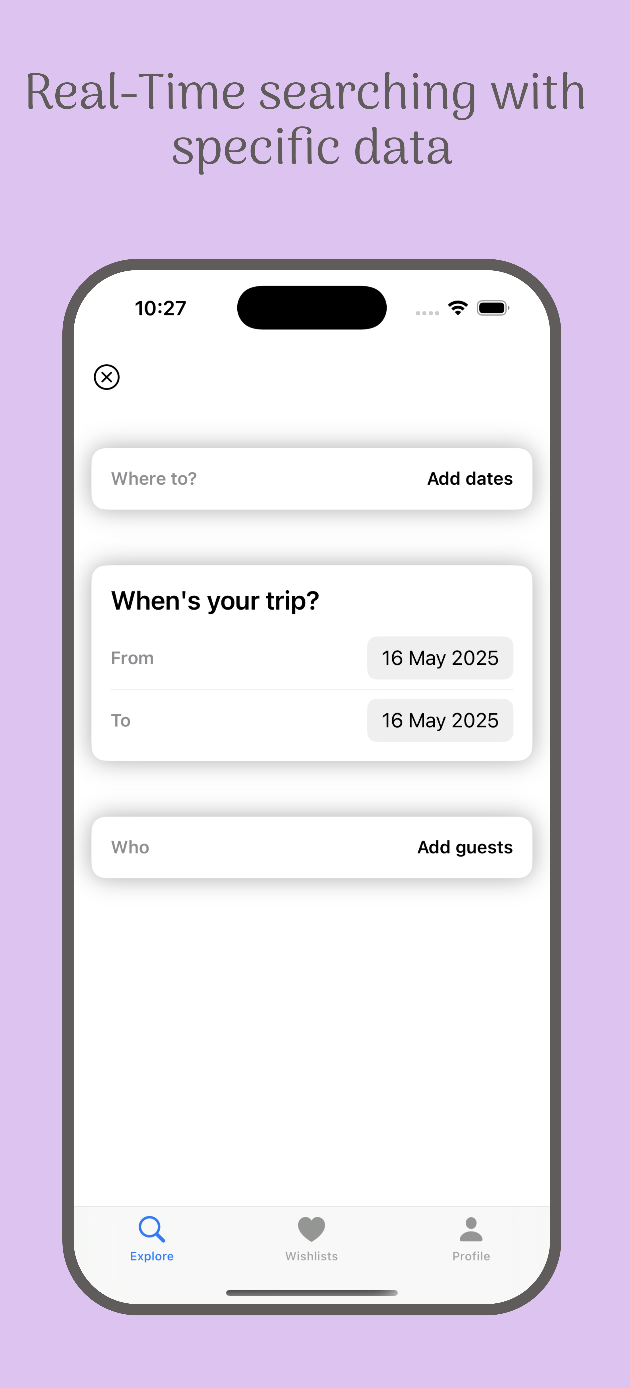 Real-Time searching with
specific data
10:27
Where to? Add dates
When's your trip?
From 16 May 2025
To 16 May 2025
Who Add guests
Explore Wishlists Profile